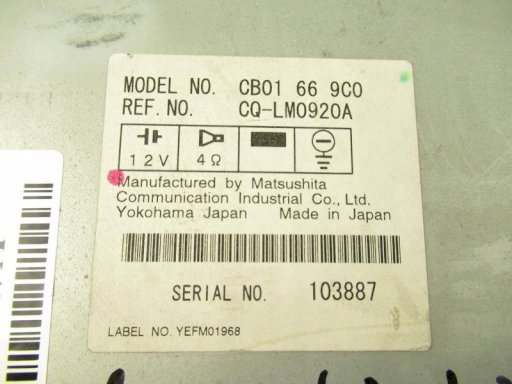 MODEL NO. CB01 66 9C0
REF. NO. CQ-LM0920A
12V 4Ω
Manufactured by Matsushita
Communication Industrial Co., Ltd.
Yokohama Japan Made in Japan
SERIAL NO. 103887
LABEL NO. YEFM01968